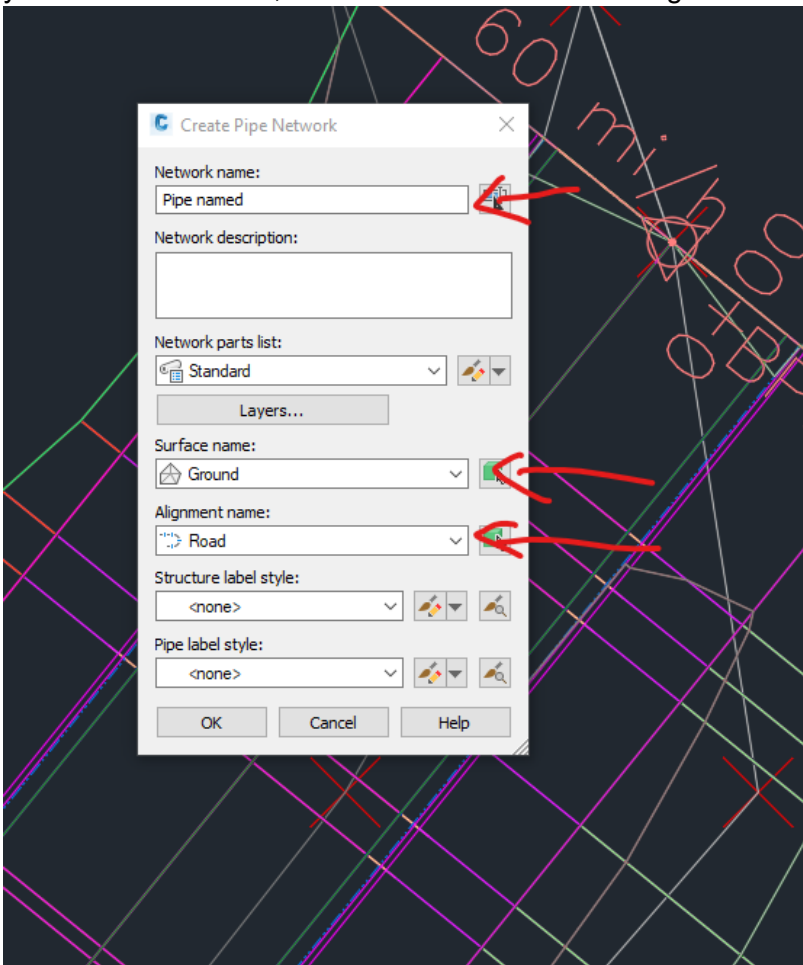 60 mi/h
Create Pipe Network
Network name:
Pipe named
Network description:
Network parts list:
Standard
Layers...
Surface name:
Ground
Alignment name:
Road
Structure label style:
<none>
Pipe label style:
<none>
OK Cancel Help